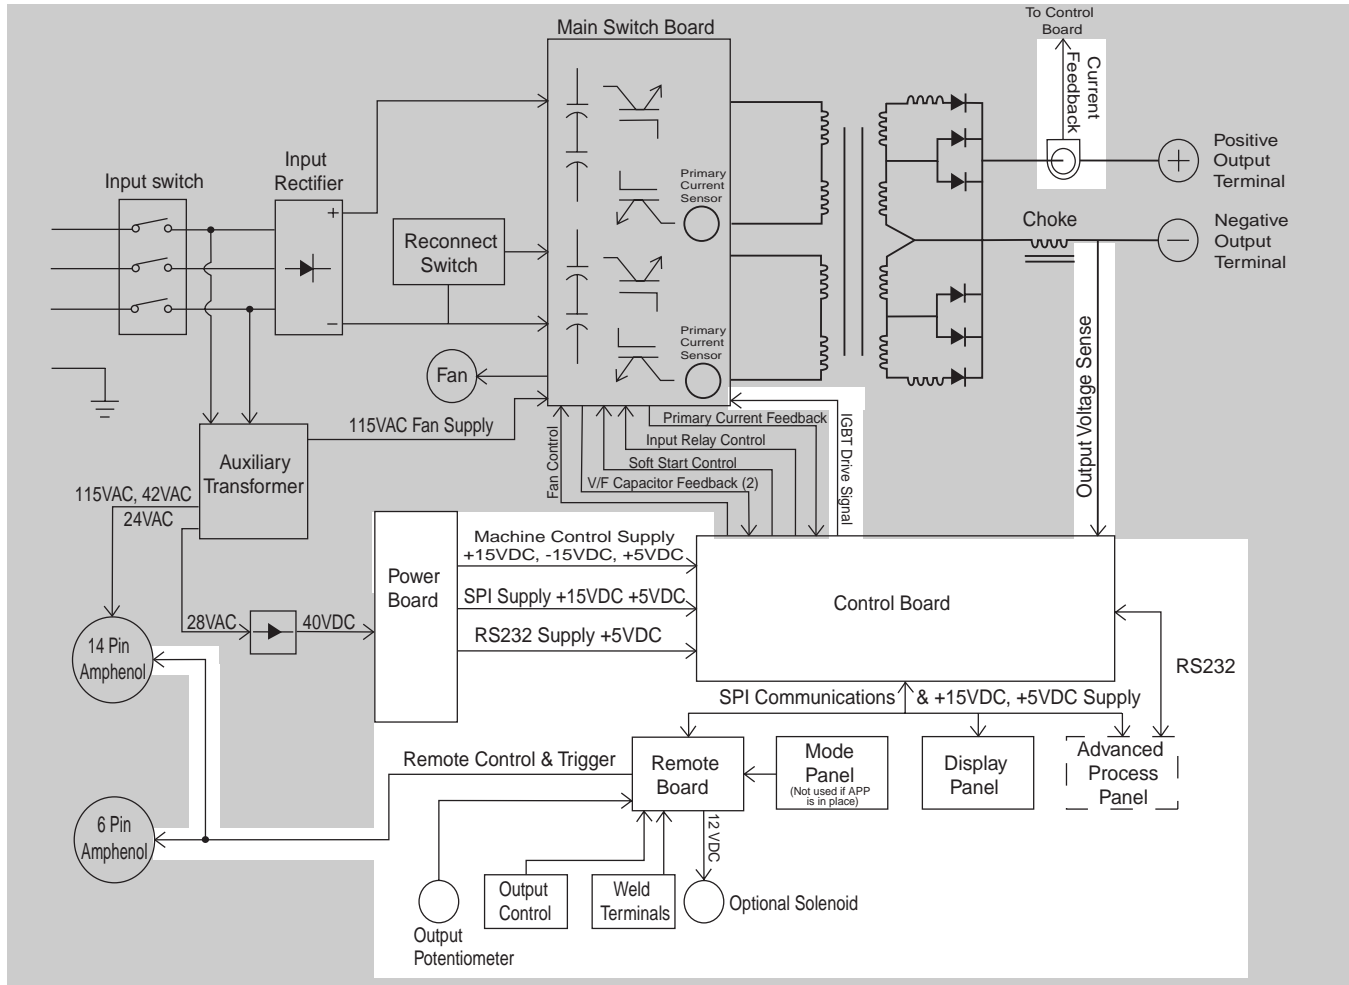 To Control
Board
Main Switch Board
Current
Feedback
Positive
Output
Terminal
Input
Rectifier
Input switch
+
Primary
Current
Sensor
+
Negative
Output
Terminal
Choke
−
Reconnect
Switch
−
Primary
Current
Sensor
Fan
115VAC Fan Supply
Primary Current Feedback
Input Relay Control
Soft Start Control
V/F Capacitor Feedback (2)
Fan Control
IGBT Drive Signal
Output Voltage Sense
Auxiliary
Transformer
115VAC, 42VAC
24VAC
Machine Control Supply
+15VDC, -15VDC, +5VDC
Power
Board
SPI Supply +15VDC +5VDC
Control Board
28VAC
40VDC
RS232 Supply +5VDC
14 Pin
Amphenol
RS232
SPI Communications & +15VDC, +5VDC Supply
Remote Control & Trigger
Remote
Board
Mode
Panel
(Not used if APP
is in place)
Display
Panel
Advanced
Process
Panel
6 Pin
Amphenol
12 VDC
Output
Control
Weld
Terminals
Optional Solenoid
Output
Potentiometer